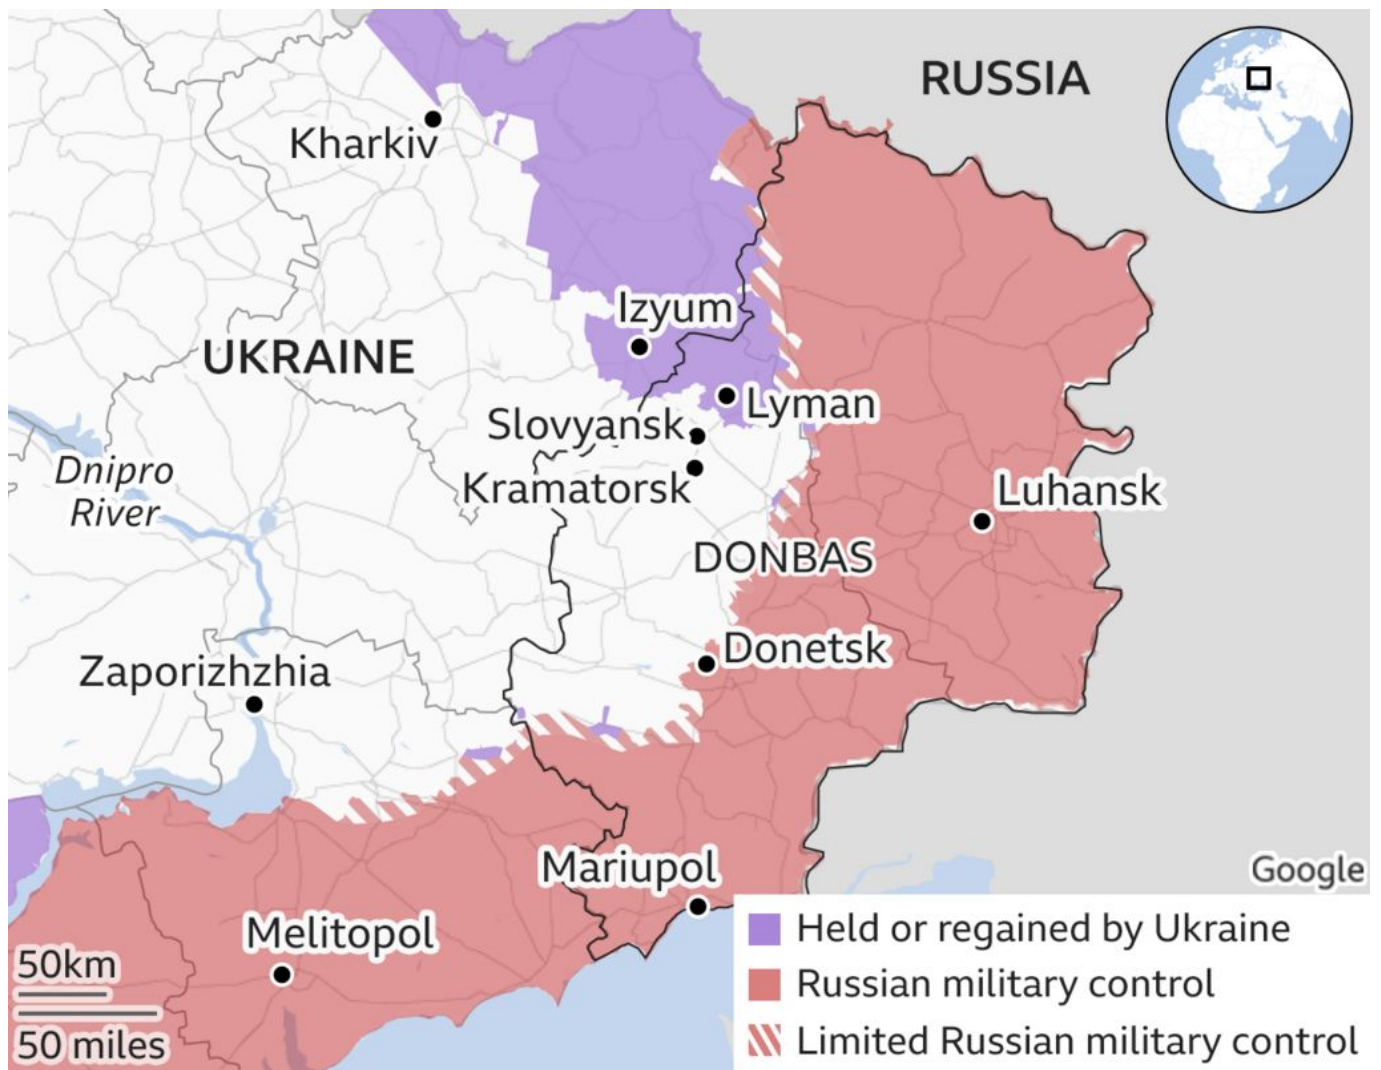 RUSSIA
Kharkiv
Izyum
UKRAINE
Lyman
Slovyansk
Dnipro
River
Kramatorsk
Luhansk
DONBAS
Donetsk
Zaporizhzhia
Mariupol
Google
Melitopol
50km
50 miles
Held or regained by Ukraine
Russian military control
Limited Russian military control